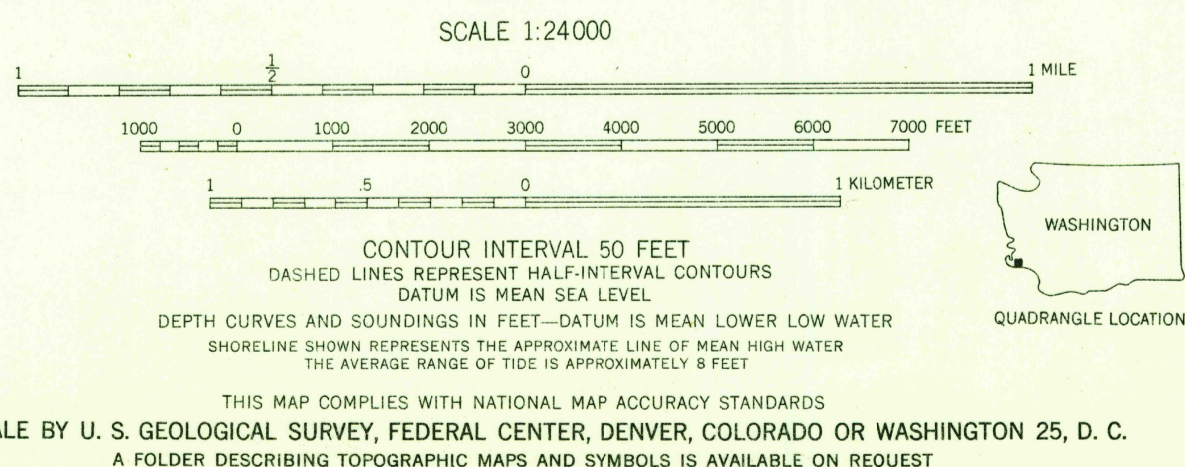 SCALE 1:24000
1 1/2 0 1 MILE
1000 0 1000 2000 3000 4000 5000 6000 7000 FEET
1 .5 0 1 KILOMETER
CONTOUR INTERVAL 50 FEET
DASHED LINES REPRESENT HALF-INTERVAL CONTOURS
DATUM IS MEAN SEA LEVEL
DEPTH CURVES AND SOUNDINGS IN FEET—DATUM IS MEAN LOWER LOW WATER
SHORELINE SHOWN REPRESENTS THE APPROXIMATE LINE OF MEAN HIGH WATER
THE AVERAGE RANGE OF TIDE IS APPROXIMATELY 8 FEET
WASHINGTON
QUADRANGLE LOCATION
THIS MAP COMPLIES WITH NATIONAL MAP ACCURACY STANDARDS
ALE BY U. S. GEOLOGICAL SURVEY, FEDERAL CENTER, DENVER, COLORADO OR WASHINGTON 25, D. C.
A FOLDER DESCRIBING TOPOGRAPHIC MAPS AND SYMBOLS IS AVAILABLE ON REQUEST